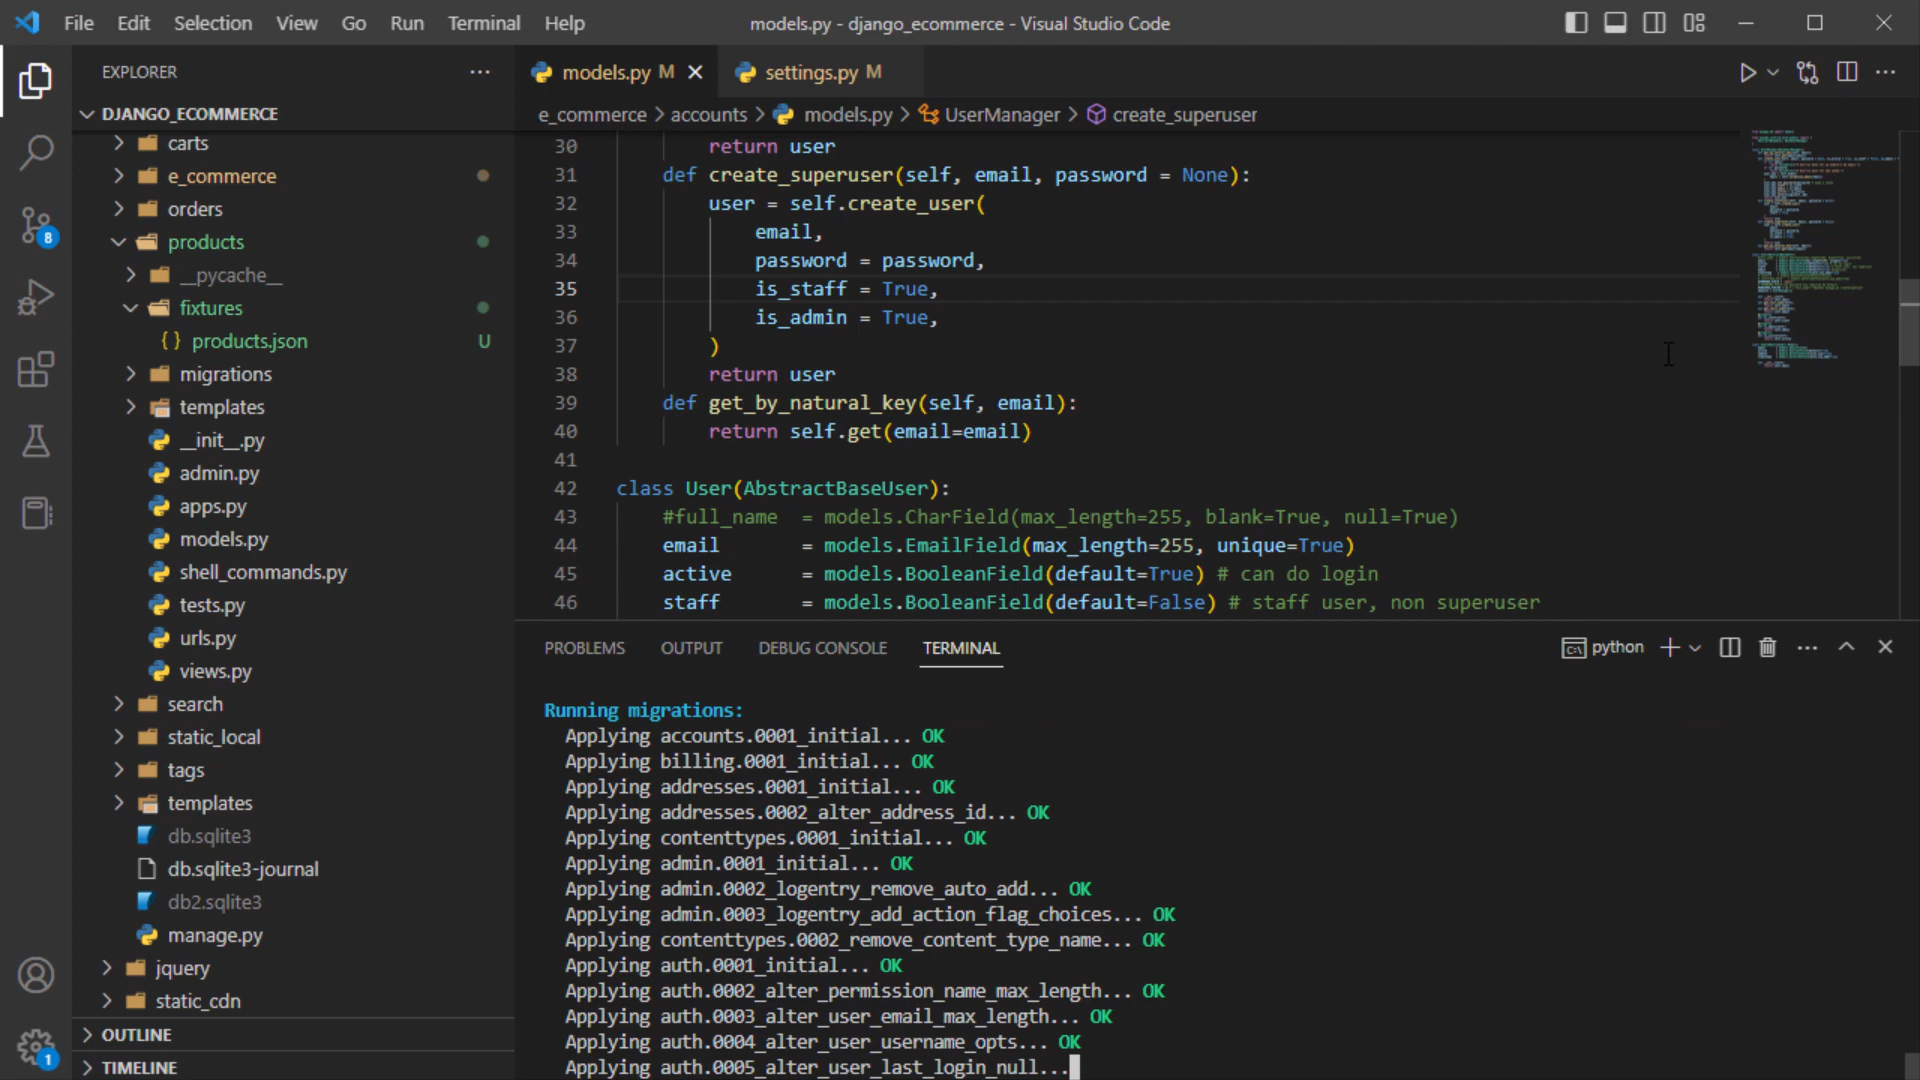 File Edit Selection View Go Run Terminal Help models.py - django_ecommerce - Visual Studio Code
EXPLORER
DJANGO_ECOMMERCE
carts
e_commerce
orders
products
__pycache__
fixtures
{} products.json U
migrations
templates
__init__.py
admin.py
apps.py
models.py
shell_commands.py
tests.py
urls.py
views.py
search
static_local
tags
templates
db.sqlite3
db.sqlite3-journal
db2.sqlite3
manage.py
jquery
static_cdn
OUTLINE
TIMELINE
8
1
models.py M settings.py M
e_commerce > accounts > models.py > UserManager > create_superuser
30 return user
31 def create_superuser(self, email, password = None):
32 user = self.create_user(
33 email,
34 password = password,
35 is_staff = True,
36 is_admin = True,
37 )
38 return user
39 def get_by_natural_key(self, email):
40 return self.get(email=email)
41
42 class User(AbstractBaseUser):
43 #full_name = models.CharField(max_length=255, blank=True, null=True)
44 email = models.EmailField(max_length=255, unique=True)
45 active = models.BooleanField(default=True) # can do login
46 staff = models.BooleanField(default=False) # staff user, non superuser
PROBLEMS OUTPUT DEBUG CONSOLE TERMINAL python
Running migrations:
Applying accounts.0001_initial... OK
Applying billing.0001_initial... OK
Applying addresses.0001_initial... OK
Applying addresses.0002_alter_address_id... OK
Applying contenttypes.0001_initial... OK
Applying admin.0001_initial... OK
Applying admin.0002_logentry_remove_auto_add... OK
Applying admin.0003_logentry_add_action_flag_choices... OK
Applying contenttypes.0002_remove_content_type_name... OK
Applying auth.0001_initial... OK
Applying auth.0002_alter_permission_name_max_length... OK
Applying auth.0003_alter_user_email_max_length... OK
Applying auth.0004_alter_user_username_opts... OK
Applying auth.0005_alter_user_last_login_null...